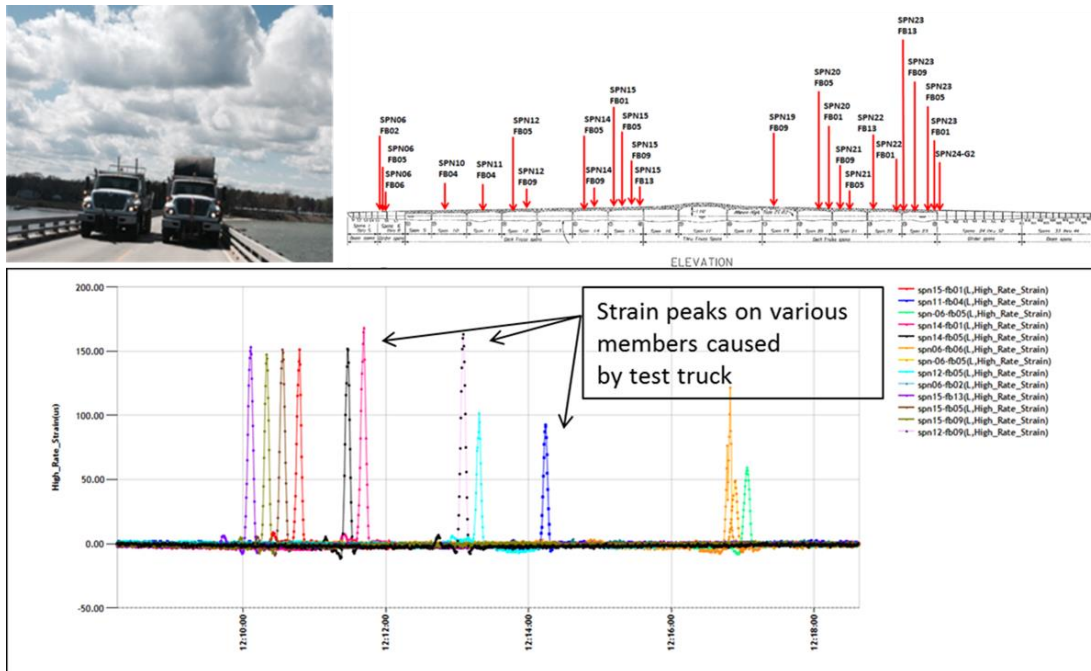 SPN06
FB02
SPN06
FB05
SPN06
FB06
SPN10
FB04
SPN11
FB04
SPN12
FB05
SPN12
FB09
SPN14
FB05
SPN14
FB09
SPN15
FB01
SPN15
FB05
SPN15
FB09
SPN15
FB13
SPN19
FB09
SPN20
FB05
SPN20
FB01
SPN21
FB09
SPN21
FB05
SPN22
FB13
SPN22
FB01
SPN23
FB13
SPN23
FB09
SPN23
FB05
SPN23
FB01
SPN24-G2
ELEVATION
Strain peaks on various
members caused
by test truck
High_Rate_Strain(us)
200.00
150.00
100.00
50.00
0.00
-50.00
12:10:00
12:12:00
12:14:00
12:16:00
12:18:00
spn15-fb01(L,High_Rate_Strain)
spn11-fb04(L,High_Rate_Strain)
spn-06-fb05(L,High_Rate_Strain)
spn14-fb01(L,High_Rate_Strain)
spn14-fb05(L,High_Rate_Strain)
spn06-fb06(L,High_Rate_Strain)
spn-06-fb05(L,High_Rate_Strain)
spn12-fb05(L,High_Rate_Strain)
spn06-fb02(L,High_Rate_Strain)
spn15-fb13(L,High_Rate_Strain)
spn15-fb05(L,High_Rate_Strain)
spn15-fb09(L,High_Rate_Strain)
spn12-fb09(L,High_Rate_Strain)